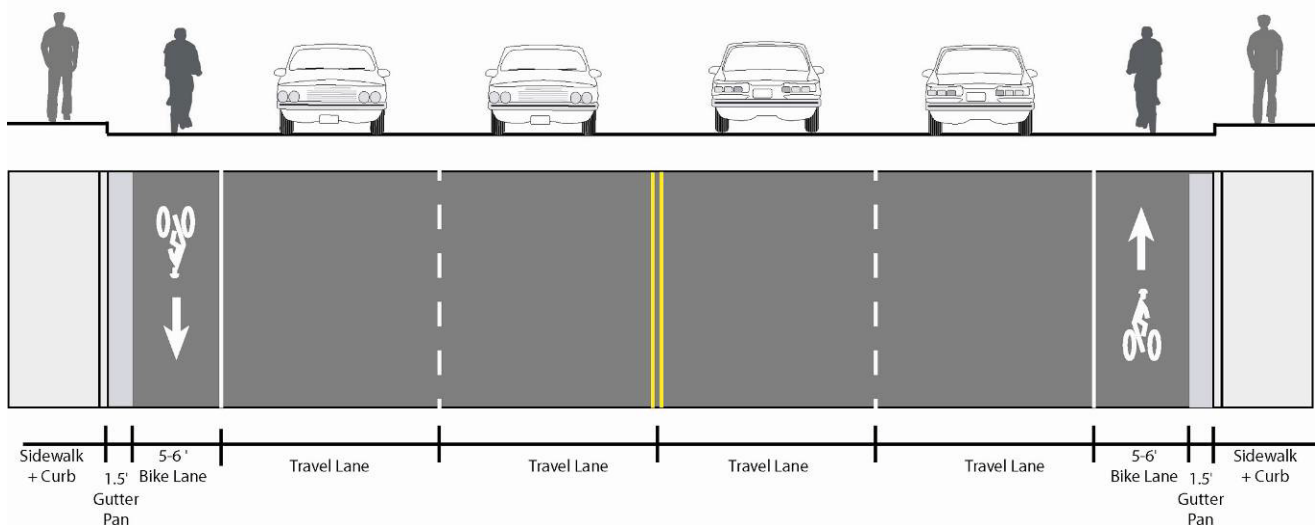 Sidewalk
+ Curb
1.5'
Gutter
Pan
5-6 '
Bike Lane
Travel Lane
Travel Lane
Travel Lane
Travel Lane
5-6'
Bike Lane
1.5'
Gutter
Pan
Sidewalk
+ Curb